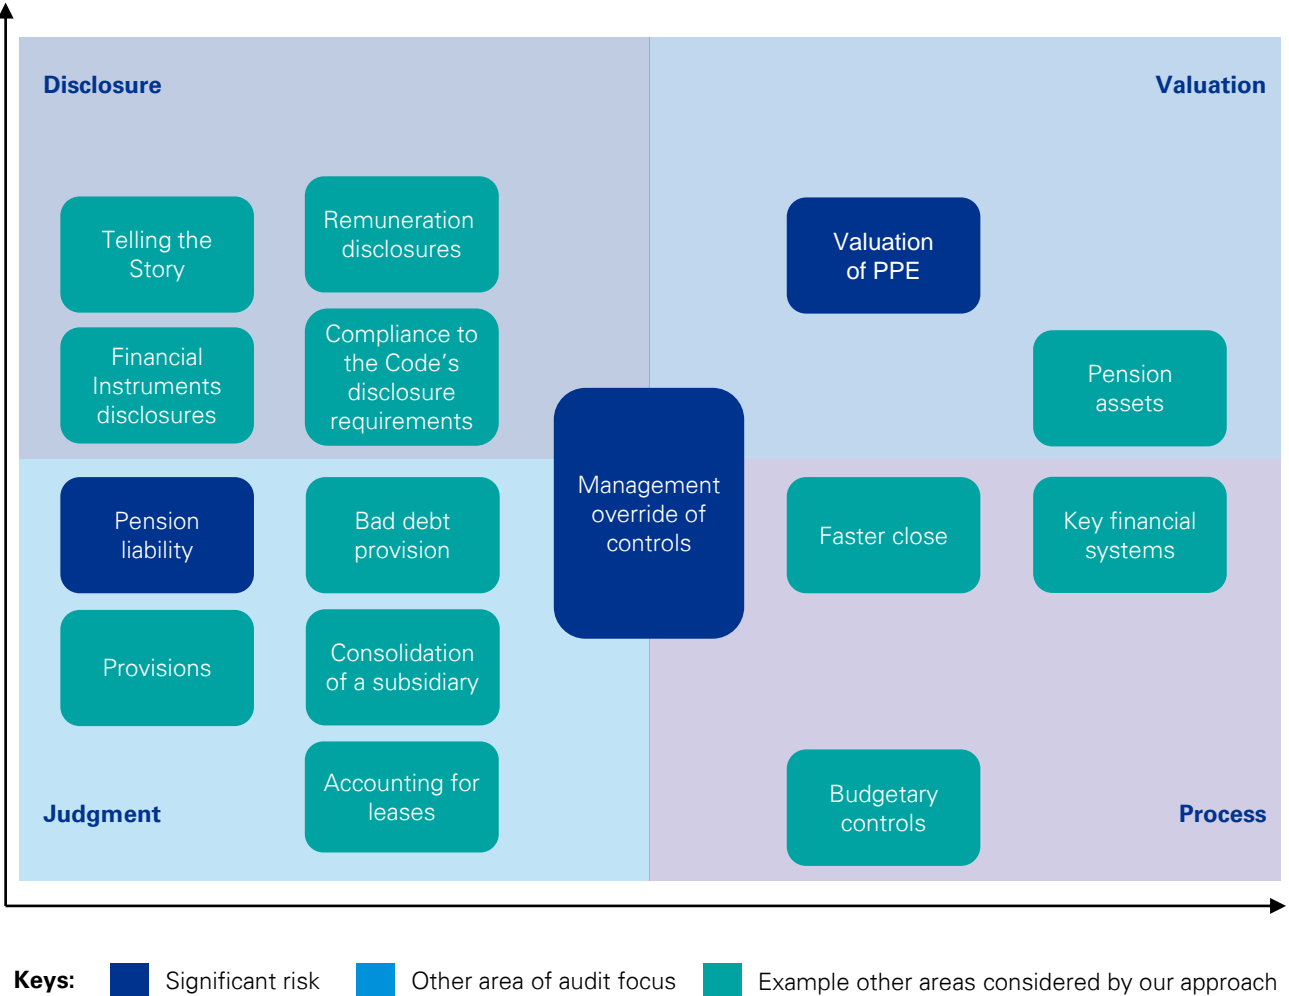 Disclosure
Valuation
Telling the
Story
Remuneration
disclosures
Financial
Instruments
disclosures
Compliance to
the Code's
disclosure
requirements
Valuation
of PPE
Pension
assets
Management
override of
controls
Pension
liability
Bad debt
provision
Provisions
Consolidation
of a subsidiary
Accounting for
leases
Judgment
Faster close
Key financial
systems
Budgetary
controls
Process
Keys:
Significant risk
Other area of audit focus
Example other areas considered by our approach